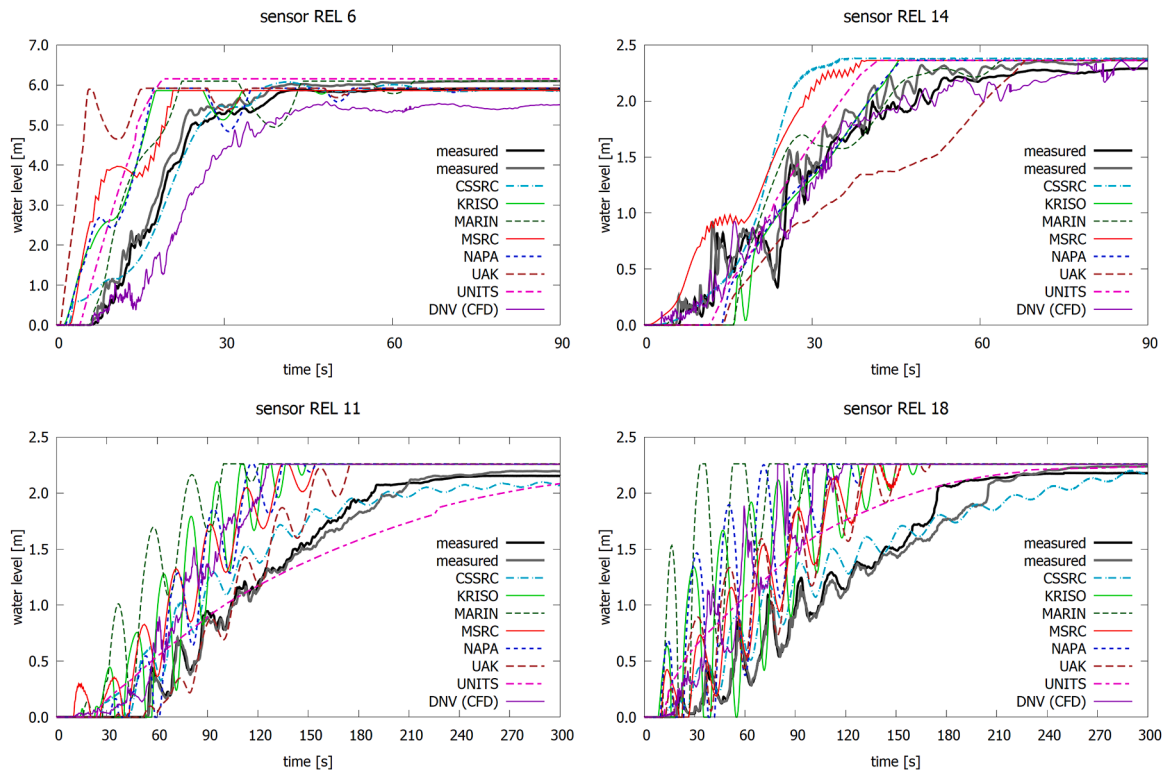 sensor REL 6
7.0
6.0
5.0
4.0
3.0
2.0
1.0
0.0
water level [m]
measured
measured
CSSRC
KRISO
MARIN
MSRC
NAPA
UAK
UNITS
DNV (CFD)
0 30 60 90
time [s]
sensor REL 14
2.5
2.0
1.5
1.0
0.5
0.0
water level [m]
measured
measured
CSSRC
KRISO
MARIN
MSRC
NAPA
UAK
UNITS
DNV (CFD)
0 30 60 90
time [s]
sensor REL 11
2.5
2.0
1.5
1.0
0.5
0.0
water level [m]
measured
measured
CSSRC
KRISO
MARIN
MSRC
NAPA
UAK
UNITS
DNV (CFD)
0 30 60 90 120 150 180 210 240 270 300
time [s]
sensor REL 18
2.5
2.0
1.5
1.0
0.5
0.0
water level [m]
measured
measured
CSSRC
KRISO
MARIN
MSRC
NAPA
UAK
UNITS
DNV (CFD)
0 30 60 90 120 150 180 210 240 270 300
time [s]